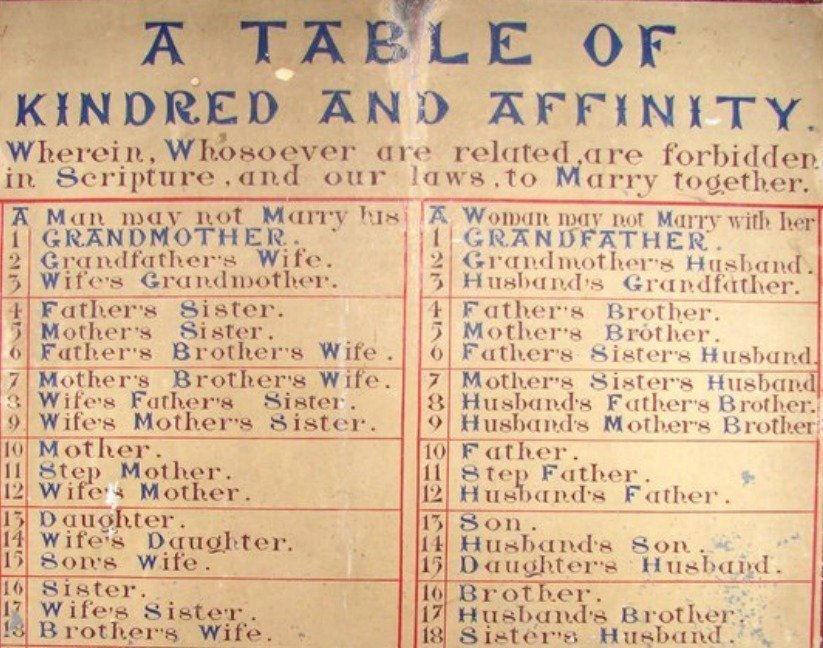 A TABLE OF
KINDRED AND AFFINITY.
Wherein, Whosoever are related, are forbidden
in Scripture, and our laws, to Marry together.
A Man may not Marry his
1 GRANDMOTHER.
2 Grandfather's Wife.
3 Wife's Grandmother.
4 Father's Sister.
5 Mother's Sister.
6 Father's Brother's Wife.
7 Mother's Brother's Wife.
8 Wife's Father's Sister.
9 Wife's Mother's Sister.
10 Mother.
11 Step Mother.
12 Wife's Mother.
13 Daughter.
14 Wife's Daughter.
15 Son's Wife.
16 Sister.
17 Wife's Sister.
18 Brother's Wife.
A Woman may not Marry with her
1 GRANDFATHER.
2 Grandmother's Husband.
3 Husband's Grandfather.
4 Father's Brother.
5 Mother's Brother.
6 Father's Sister's Husband.
7 Mother's Sister's Husband
8 Husband's Father's Brother.
9 Husband's Mother's Brother
10 Father.
11 Step Father.
12 Husband's Father.
13 Son.
14 Husband's Son.
15 Daughter's Husband.
16 Brother.
17 Husband's Brother.
18 Sister's Husband.